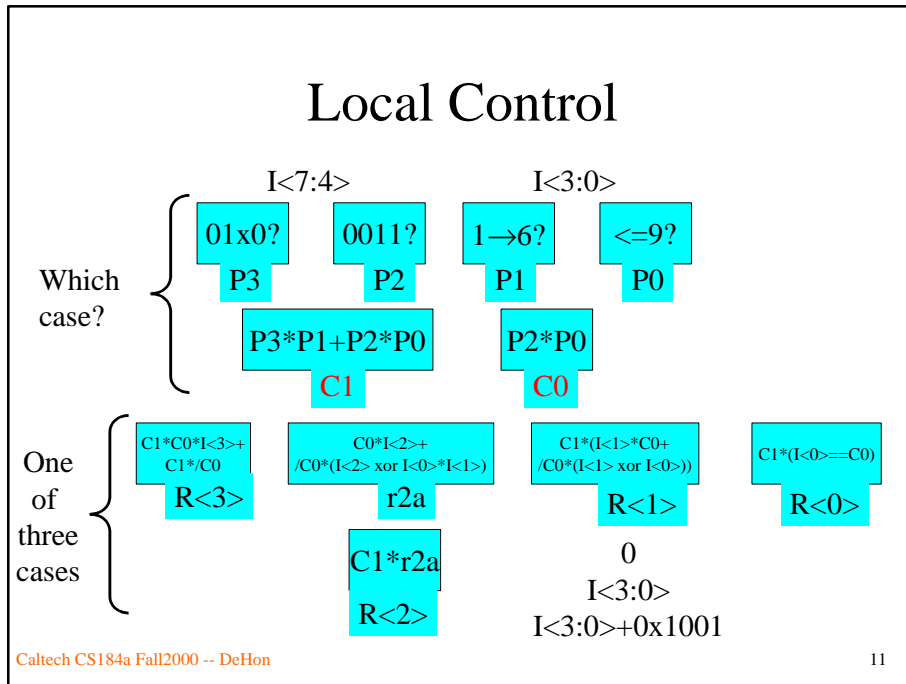 Local Control
I<7:4> I<3:0>
01x0? 0011? 1→6? <=9?
P3 P2 P1 P0
Which
case?
P3*P1+P2*P0 P2*P0
C1 C0
C1*C0*I<3>+
C1*/C0
R<3>
C0*I<2>+
/C0*(I<2> xor I<0>*I<1>)
r2a
C1*(I<1>*C0+
/C0*(I<1> xor I<0>))
R<1>
C1*(I<0>==C0)
R<0>
One
of
three
cases
C1*r2a
R<2>
0
I<3:0>
I<3:0>+0x1001
Caltech CS184a Fall2000 -- DeHon 11